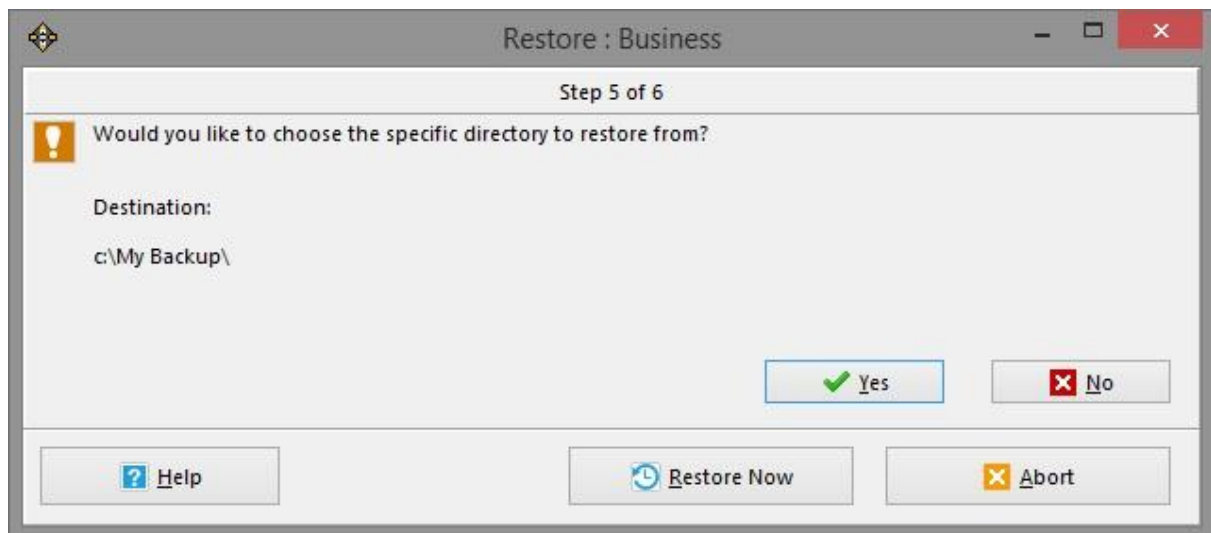 Restore : Business
Step 5 of 6
Would you like to choose the specific directory to restore from?
Destination:
c:\My Backup\
Yes
No
Help
Restore Now
Abort